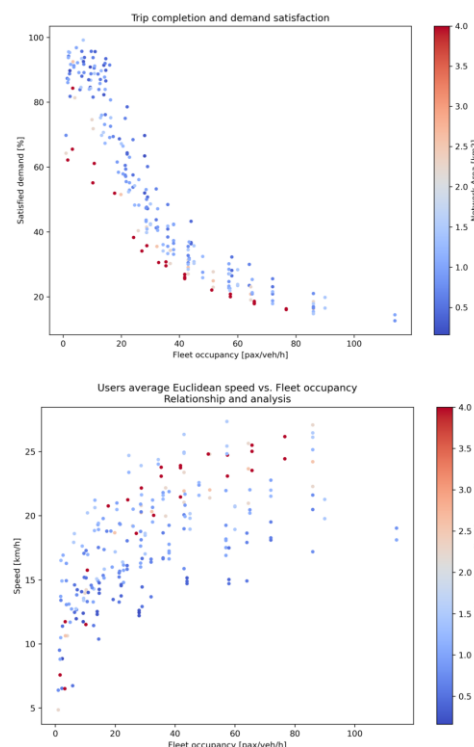 Trip completion and demand satisfaction
100
80
60
40
20
Satisfied demand [%]
0 20 40 60 80 100
Fleet occupancy [pax/veh/h]
4.0
3.5
3.0
2.5
2.0
1.5
1.0
0.5
Network Area [km2]
Users average Euclidean speed vs. Fleet occupancy
Relationship and analysis
25
20
15
10
5
Speed [km/h]
0 20 40 60 80 100
Fleet occupancy [pax/veh/h]
4.0
3.5
3.0
2.5
2.0
1.5
1.0
0.5